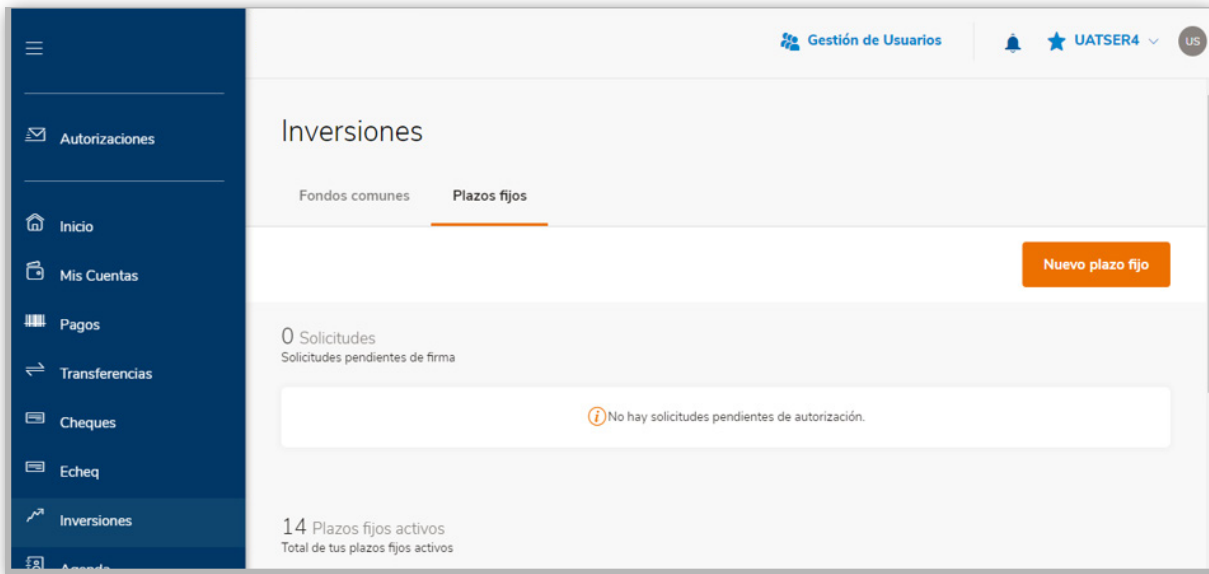 Gestión de Usuarios
UATSER4
US
Autorizaciones
Inicio
Mis Cuentas
Pagos
Transferencias
Cheques
Echeq
Inversiones
Agenda
Inversiones
Fondos comunes
Plazos fijos
Nuevo plazo fijo
0 Solicitudes
Solicitudes pendientes de firma
No hay solicitudes pendientes de autorización.
14 Plazos fijos activos
Total de tus plazos fijos activos